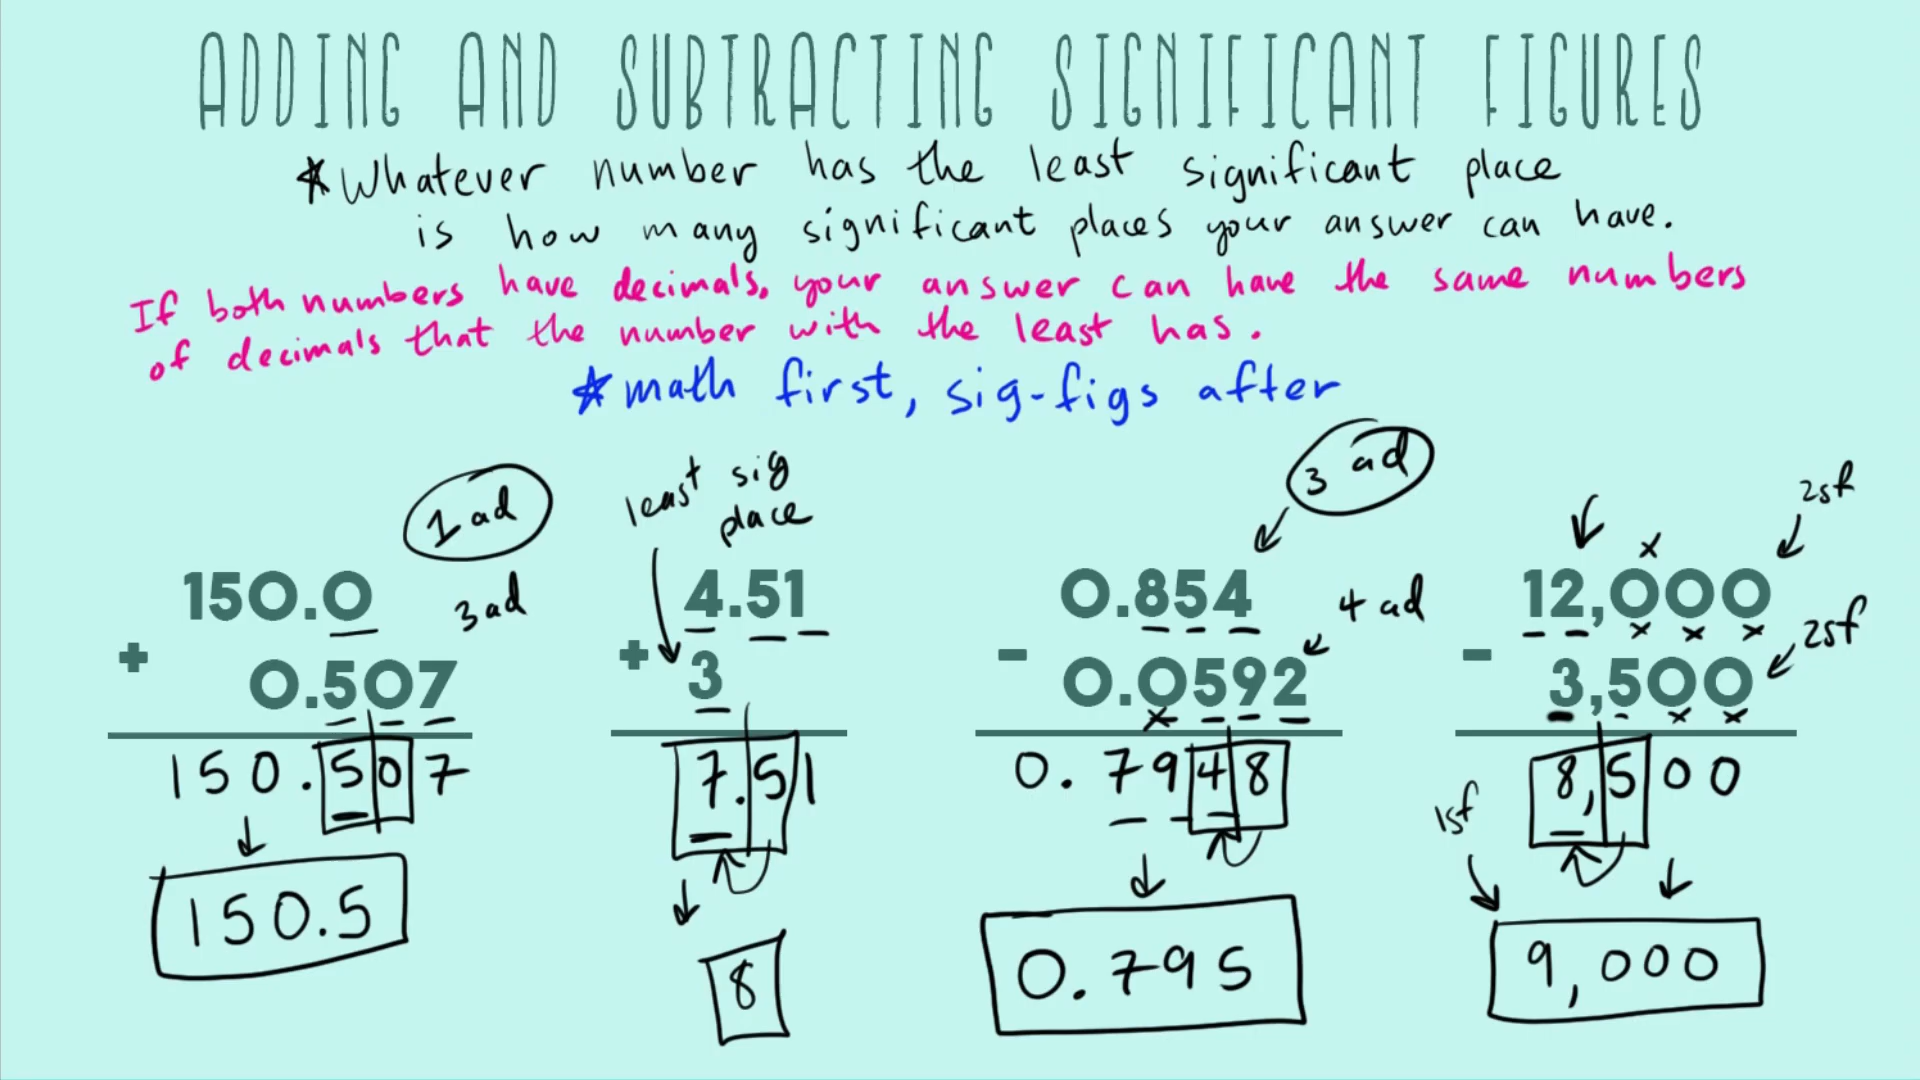 ADDING AND SUBTRACTING SIGNIFICANT FIGURES
*Whatever number has the least significant place
is how many significant places your answer can have.
If both numbers have decimals, your answer can have the same numbers
of decimals that the number with the least has.
*math first, sig-figs after
1 ad
150.0
3 ad
+ 0.507
150.507
150.5
least sig
place
4.51
+ 3
7.51
8
3 ad
0.854
4 ad
- 0.0592
0.7948
0.795
2sf
12,000
2sf
- 3,500
8,500
1sf
9,000